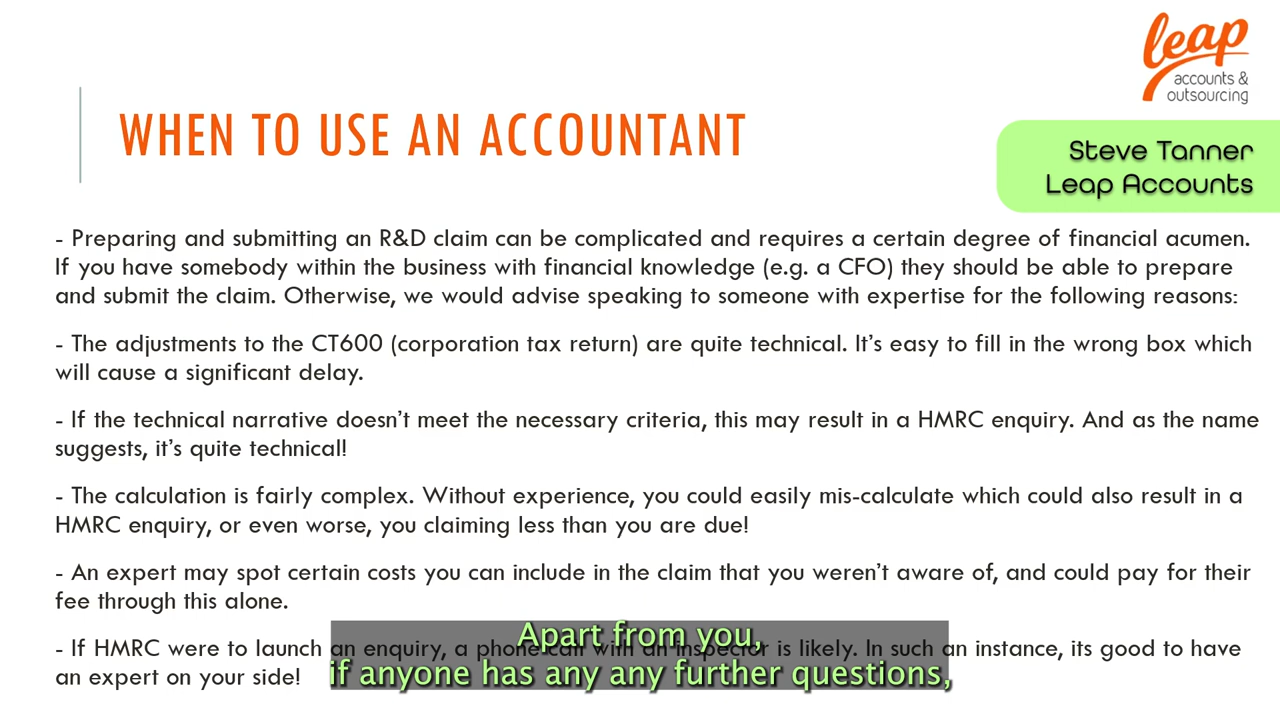 leap
accounts &
outsourcing
WHEN TO USE AN ACCOUNTANT
Steve Tanner
Leap Accounts
- Preparing and submitting an R&D claim can be complicated and requires a certain degree of financial acumen.
If you have somebody within the business with financial knowledge (e.g. a CFO) they should be able to prepare
and submit the claim. Otherwise, we would advise speaking to someone with expertise for the following reasons:
- The adjustments to the CT600 (corporation tax return) are quite technical. It’s easy to fill in the wrong box which
will cause a significant delay.
- If the technical narrative doesn’t meet the necessary criteria, this may result in a HMRC enquiry. And as the name
suggests, it’s quite technical!
- The calculation is fairly complex. Without experience, you could easily mis-calculate which could also result in a
HMRC enquiry, or even worse, you claiming less than you are due!
- An expert may spot certain costs you can include in the claim that you weren’t aware of, and could pay for their
fee through this alone.
- If HMRC were to launch an enquiry, a phone call with an inspector is likely. In such an instance, its good to have
an expert on your side!
Apart from you,
if anyone has any any further questions,